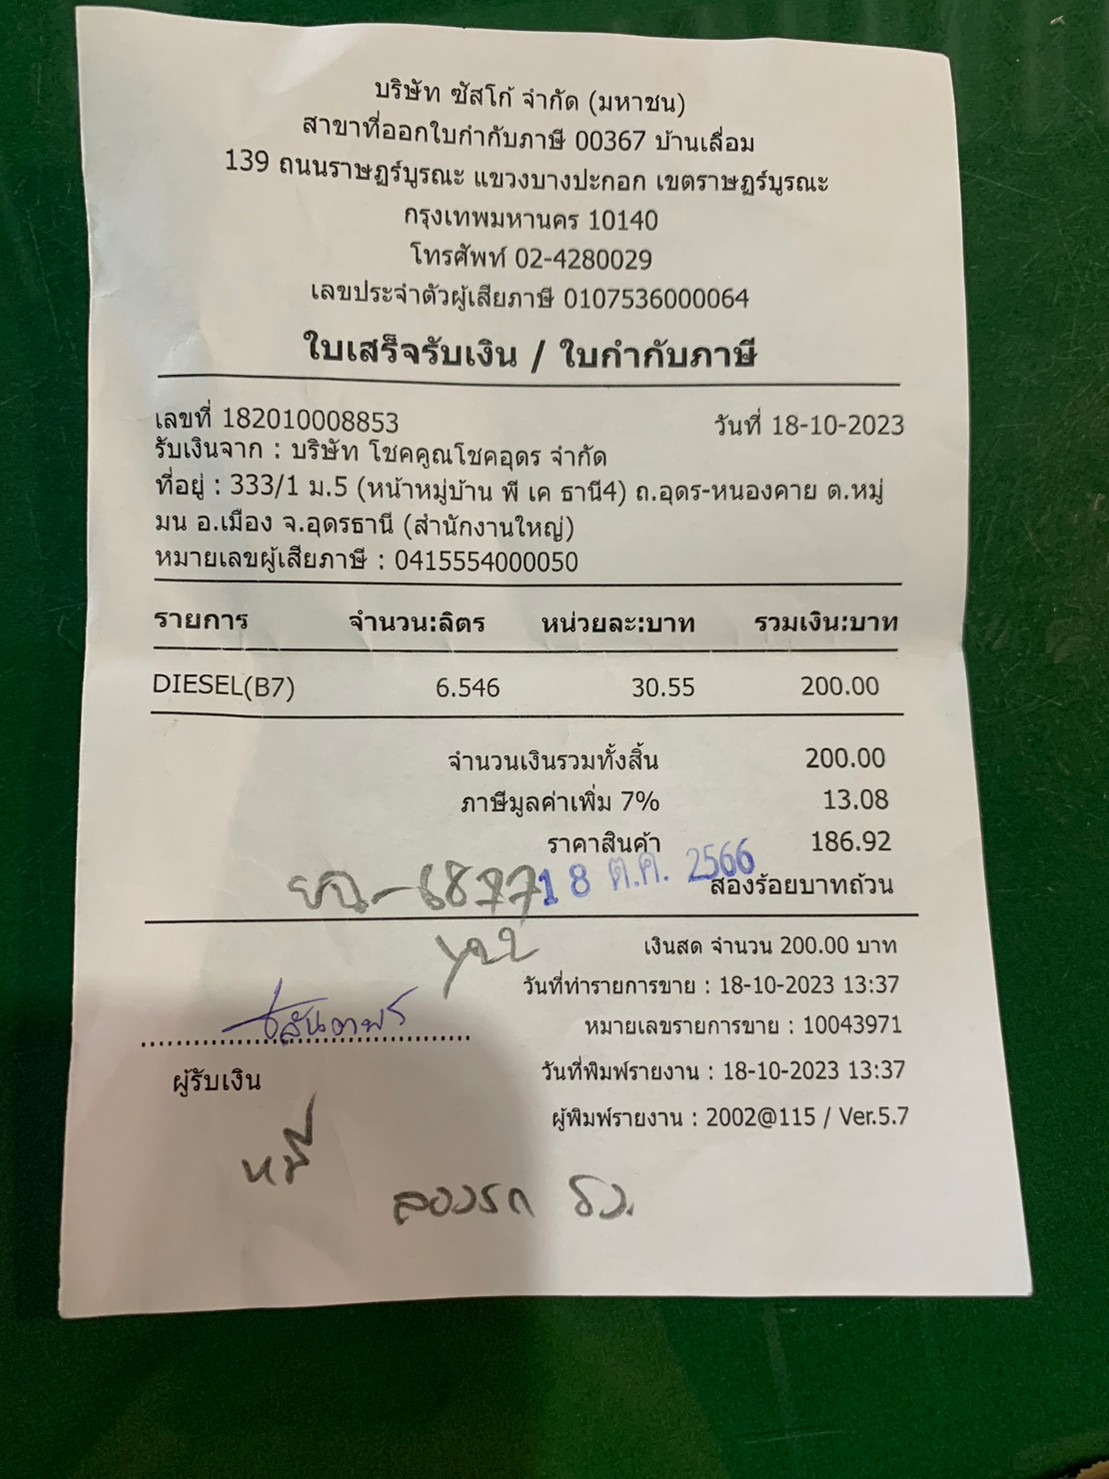 บริษัท ซัสโก้ จำกัด (มหาชน)
สาขาที่ออกใบกำกับภาษี 00367 บ้านเลื่อม
139 ถนนราษฎร์บูรณะ แขวงบางปะกอก เขตราษฎร์บูรณะ
กรุงเทพมหานคร 10140
โทรศัพท์ 02-4280029
เลขประจำตัวผู้เสียภาษี 0107536000064
ใบเสร็จรับเงิน / ใบกำกับภาษี
เลขที่ 182010008853 วันที่ 18-10-2023
รับเงินจาก : บริษัท โชคคูณโชคอุดร จำกัด
ที่อยู่ : 333/1 ม.5 (หน้าหมู่บ้าน พี เค ธานี4) ถ.อุดร-หนองคาย ต.หมู่
มน อ.เมือง จ.อุดรธานี (สำนักงานใหญ่)
หมายเลขผู้เสียภาษี : 0415554000050
รายการ จำนวน:ลิตร หน่วยละ:บาท รวมเงิน:บาท
DIESEL(B7) 6.546 30.55 200.00
จำนวนเงินรวมทั้งสิ้น 200.00
ภาษีมูลค่าเพิ่ม 7% 13.08
ราคาสินค้า 186.92
18 ต.ค. 2566
สองร้อยบาทถ้วน
เงินสด จำนวน 200.00 บาท
วันที่ทำรายการขาย : 18-10-2023 13:37
หมายเลขรายการขาย : 10043971
ผู้รับเงิน
วันที่พิมพ์รายงาน : 18-10-2023 13:37
ผู้พิมพ์รายงาน : 2002@115 / Ver.5.7